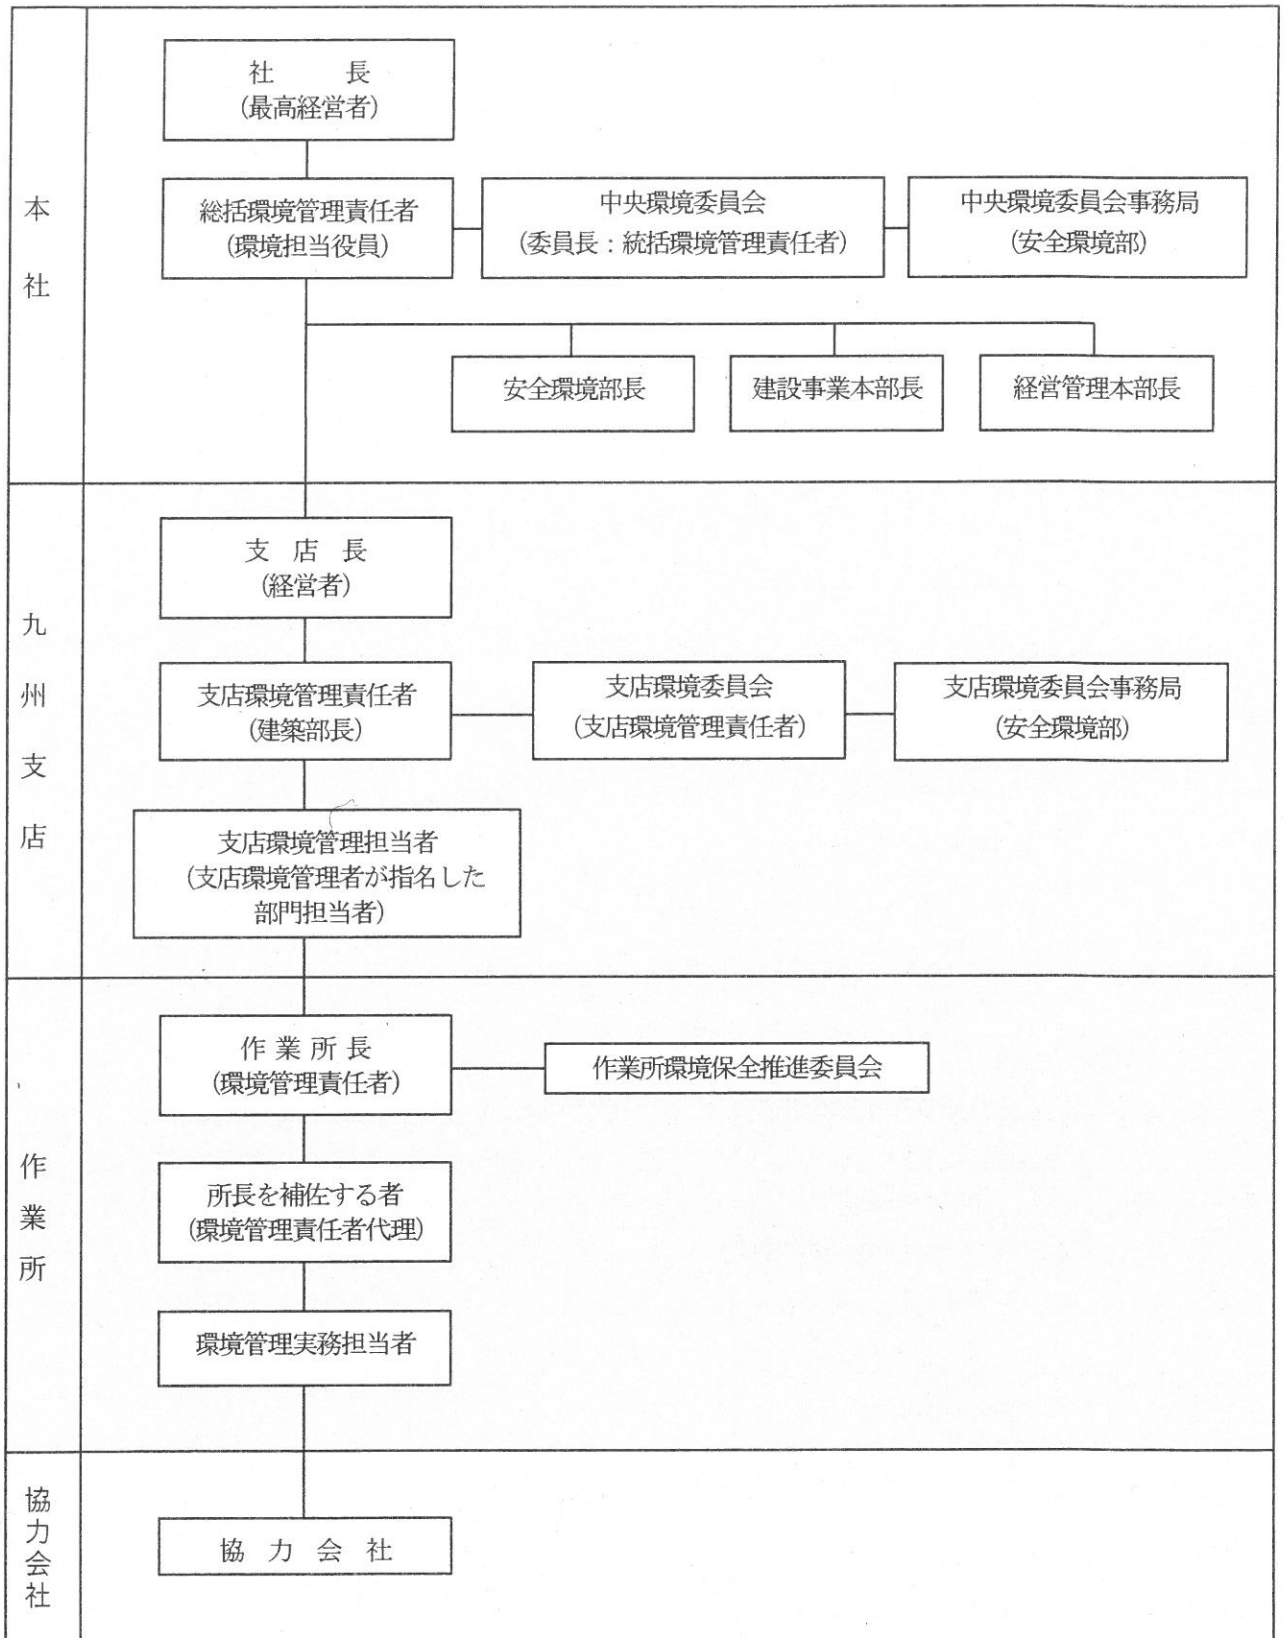 本社
社　　長
(最高経営者)
総括環境管理責任者
(環境担当役員)
中央環境委員会
(委員長：統括環境管理責任者)
中央環境委員会事務局
(安全環境部)
安全環境部長
建設事業本部長
経営管理本部長
九州支店
支　店　長
(経営者)
支店環境管理責任者
(建築部長)
支店環境委員会
(支店環境管理責任者)
支店環境委員会事務局
(安全環境部)
支店環境管理担当者
(支店環境管理者が指名した
部門担当者)
作業所
作 業 所 長
(環境管理責任者)
作業所環境保全推進委員会
所長を補佐する者
(環境管理責任者代理)
環境管理実務担当者
協力会社
協　力　会　社